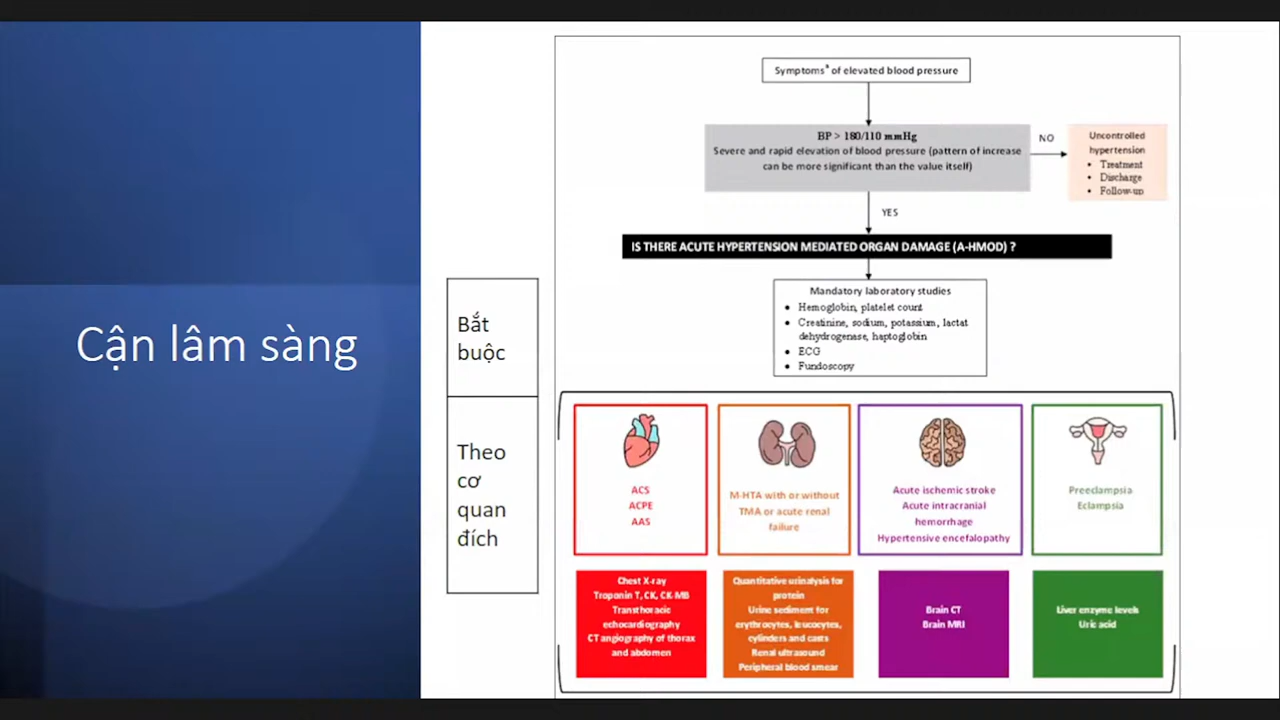 Cận lâm sàng
Symptoms* of elevated blood pressure
BP > 180/110 mmHg
Severe and rapid elevation of blood pressure (pattern of increase
can be more significant than the value itself)
NO
Uncontrolled
hypertension
• Treatment
• Discharge
• Follow-up
YES
IS THERE ACUTE HYPERTENSION MEDIATED ORGAN DAMAGE (A-HMOD) ?
Bắt
buộc
Mandatory laboratory studies
• Hemoglobin, platelet count
• Creatinine, sodium, potassium, lactat
dehydrogenase, haptoglobin
• ECG
• Fundoscopy
Theo
cơ
quan
đích
ACS
ACPE
AAS
M-HTA with or without
TMA or acute renal
failure
Acute ischemic stroke
Acute intracranial
hemorrhage
Hypertensive encefalopathy
Preeclampsia
Eclampsia
Chest X-ray
Troponin T, CK, CK-MB
Transthoracic
echocardiography
CT angiography of thorax
and abdomen
Quantitative urinalysis for
protein
Urine sediment for
erythrocytes, leucocytes,
cylinders and casts
Renal ultrasound
Peripheral blood smear
Brain CT
Brain MRI
Liver enzyme levels
Uric acid